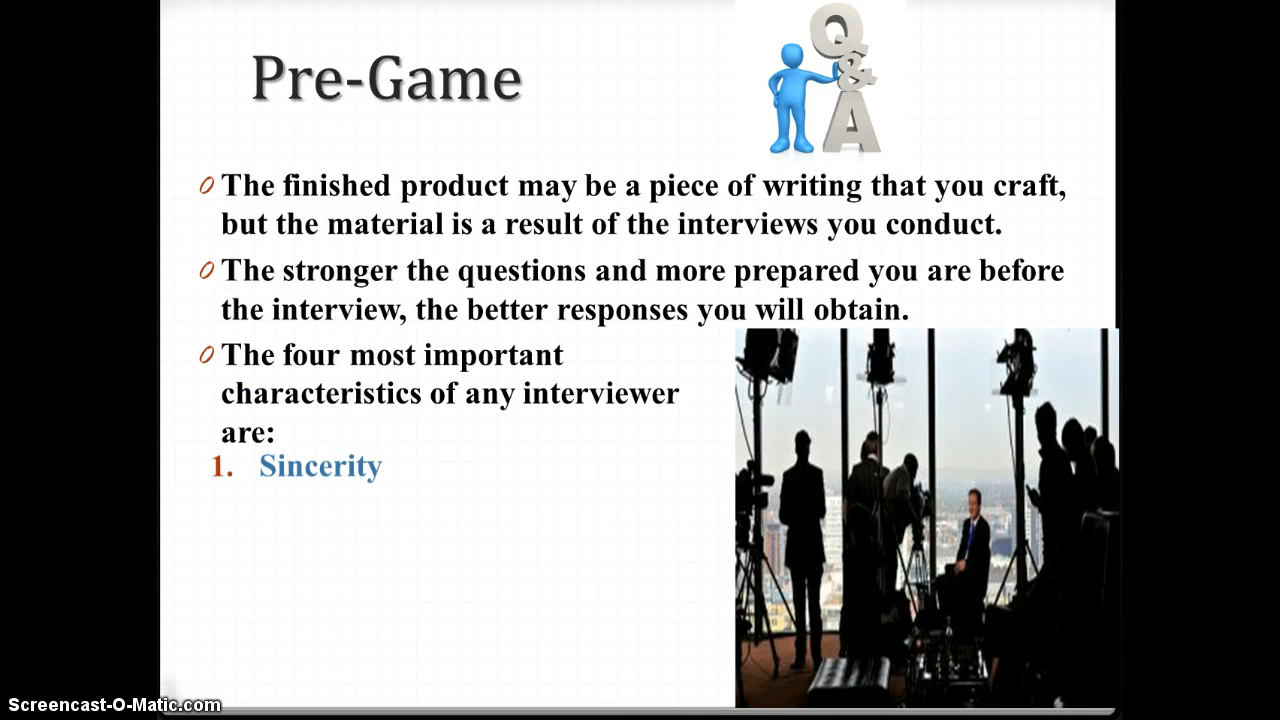 Pre-Game
Q
&
A
The finished product may be a piece of writing that you craft,
but the material is a result of the interviews you conduct.
The stronger the questions and more prepared you are before
the interview, the better responses you will obtain.
The four most important
characteristics of any interviewer
are:
1. Sincerity
Screencast-O-Matic.com